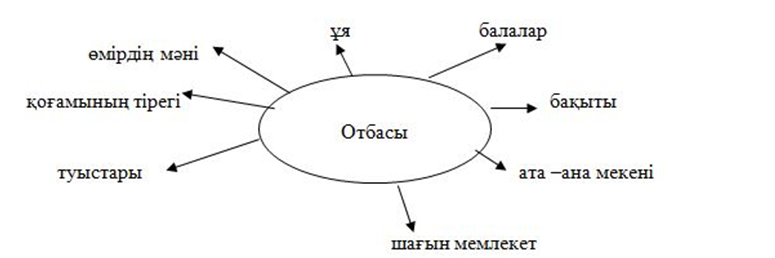 ұя
балалар
өмірдің мәні
қоғамының тірегі
бақыты
Отбасы
туыстары
ата –ана мекені
шағын мемлекет